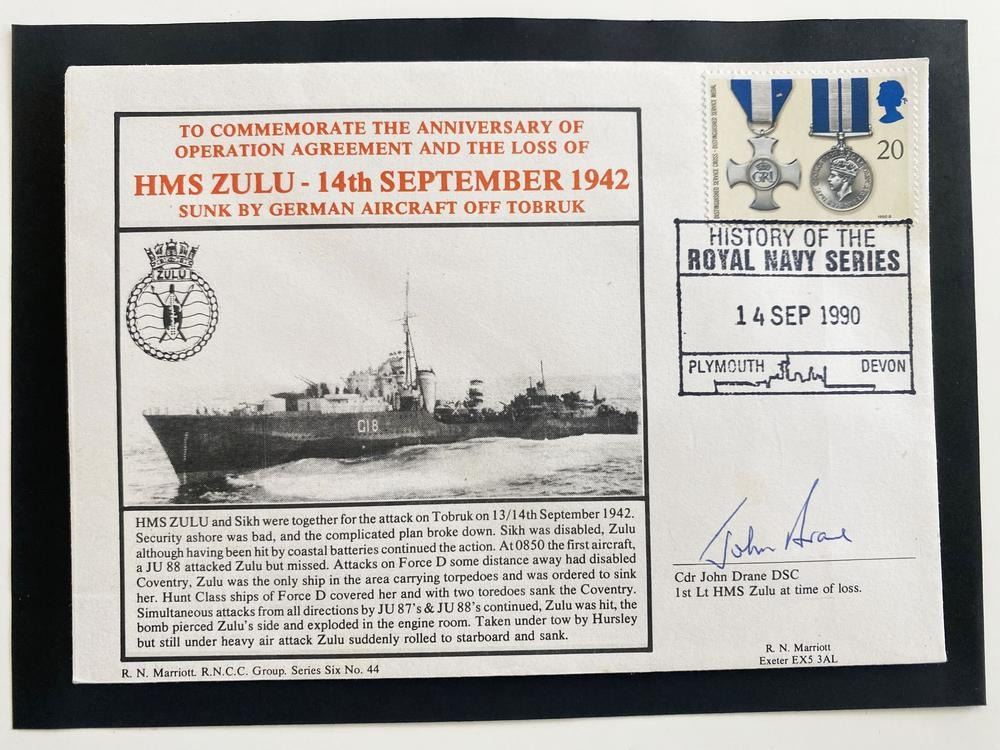 TO COMMEMORATE THE ANNIVERSARY OF
OPERATION AGREEMENT AND THE LOSS OF
HMS ZULU - 14th SEPTEMBER 1942
SUNK BY GERMAN AIRCRAFT OFF TOBRUK
ZULU
G18
HMS ZULU and Sikh were together for the attack on Tobruk on 13/14th September 1942.
Security ashore was bad, and the complicated plan broke down. Sikh was disabled, Zulu
although having been hit by coastal batteries continued the action. At 0850 the first aircraft,
a JU 88 attacked Zulu but missed. Attacks on Force D some distance away had disabled
Coventry, Zulu was the only ship in the area carrying torpedoes and was ordered to sink
her. Hunt Class ships of Force D covered her and with two toredoes sank the Coventry.
Simultaneous attacks from all directions by JU 87's & JU 88's continued, Zulu was hit, the
bomb pierced Zulu's side and exploded in the engine room. Taken under tow by Hursley
but still under heavy air attack Zulu suddenly rolled to starboard and sank.
R. N. Marriott. R.N.C.C. Group. Series Six No. 44
DISTINGUISHED SERVICE CROSS · DISTINGUISHED SERVICE MEDAL
GRI
20
1990
HISTORY OF THE
ROYAL NAVY SERIES
14 SEP 1990
PLYMOUTH DEVON
John Drane
Cdr John Drane DSC
1st Lt HMS Zulu at time of loss.
R. N. Marriott
Exeter EX5 3AL